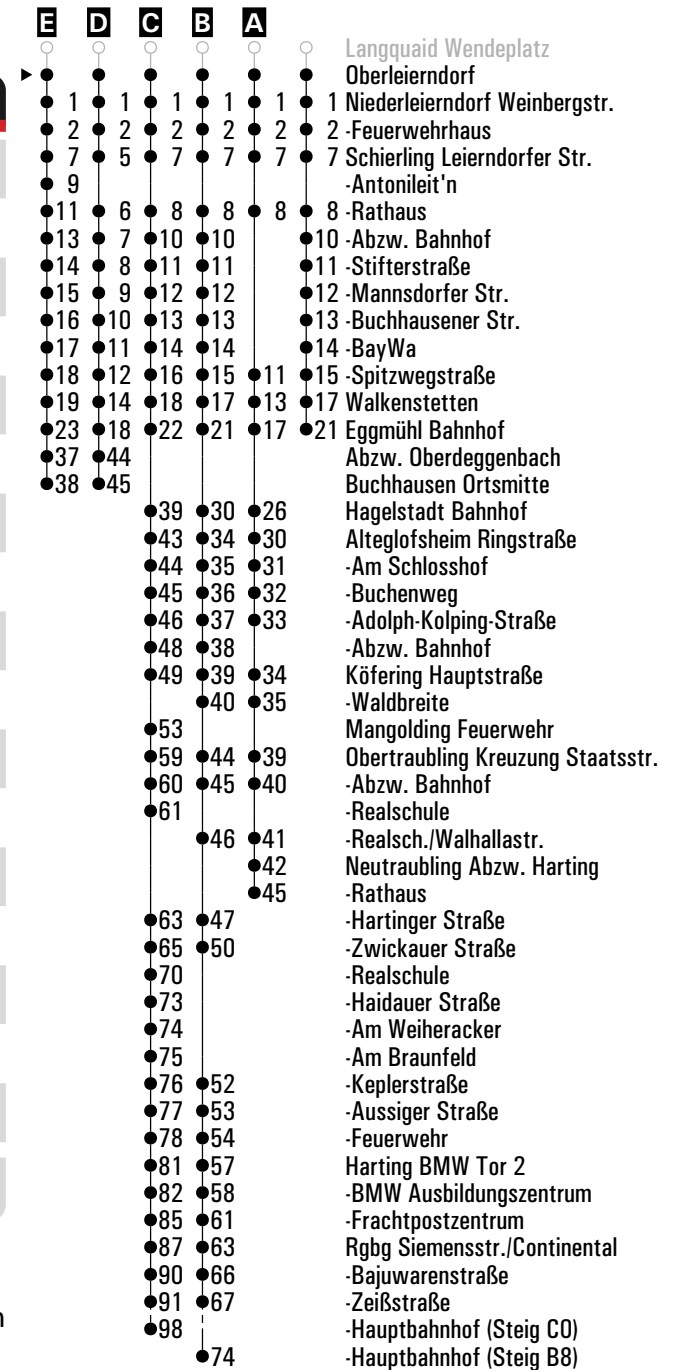 E D C B A
Langquaid Wendeplatz
Oberleierndorf
1 1 1 1 1 1 Niederleierndorf Weinbergstr.
2 2 2 2 2 2 -Feuerwehrhaus
7 5 7 7 7 7 Schierling Leierndorfer Str.
9 -Antonileit'n
11 6 8 8 8 8 -Rathaus
13 7 10 10 10 -Abzw. Bahnhof
14 8 11 11 11 -Stifterstraße
15 9 12 12 12 -Mannsdorfer Str.
16 10 13 13 13 -Buchhausener Str.
17 11 14 14 14 -BayWa
18 12 16 15 11 15 -Spitzwegstraße
19 14 18 17 13 17 Walkenstetten
23 18 22 21 17 21 Eggmühl Bahnhof
37 44 Abzw. Oberdeggenbach
38 45 Buchhausen Ortsmitte
39 30 26 Hagelstadt Bahnhof
43 34 30 Alteglofsheim Ringstraße
44 35 31 -Am Schlosshof
45 36 32 -Buchenweg
46 37 33 -Adolph-Kolping-Straße
48 38 -Abzw. Bahnhof
49 39 34 Köfering Hauptstraße
40 35 -Waldbreite
53 Mangolding Feuerwehr
59 44 39 Obertraubling Kreuzung Staatsstr.
60 45 40 -Abzw. Bahnhof
61 -Realschule
46 41 -Realsch./Walhallastr.
42 Neutraubling Abzw. Harting
45 -Rathaus
63 47 -Hartinger Straße
65 50 -Zwickauer Straße
70 -Realschule
73 -Haidauer Straße
74 -Am Weiheracker
75 -Am Braunfeld
76 52 -Keplerstraße
77 53 -Aussiger Straße
78 54 -Feuerwehr
81 57 Harting BMW Tor 2
82 58 -BMW Ausbildungszentrum
85 61 -Frachtpostzentrum
87 63 Rgbg Siemensstr./Continental
90 66 -Bajuwarenstraße
91 67 -Zeißstraße
98 -Hauptbahnhof (Steig C0)
74 -Hauptbahnhof (Steig B8)